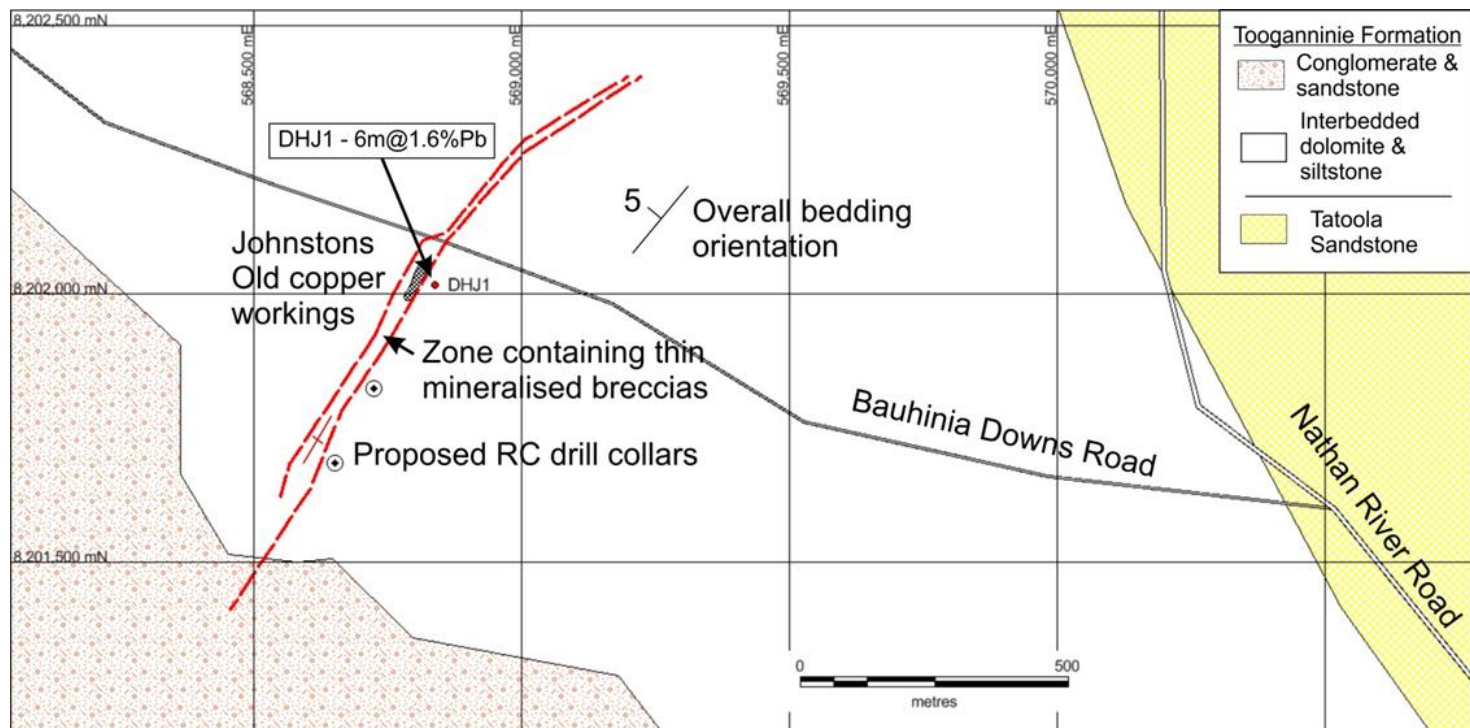 8,202,500 mN
568,500 mE
569,000 mE
569,500 mE
570,000 mE
Tooganninie Formation
Conglomerate &
sandstone
Interbedded
dolomite &
siltstone
Tatoola
Sandstone
DHJ1 - 6m@1.6%Pb
5
Overall bedding
orientation
Johnstons
Old copper
workings
DHJ1
8,202,000 mN
Zone containing thin
mineralised breccias
Proposed RC drill collars
Bauhinia Downs Road
Nathan River Road
8,201,500 mN
0
500
metres